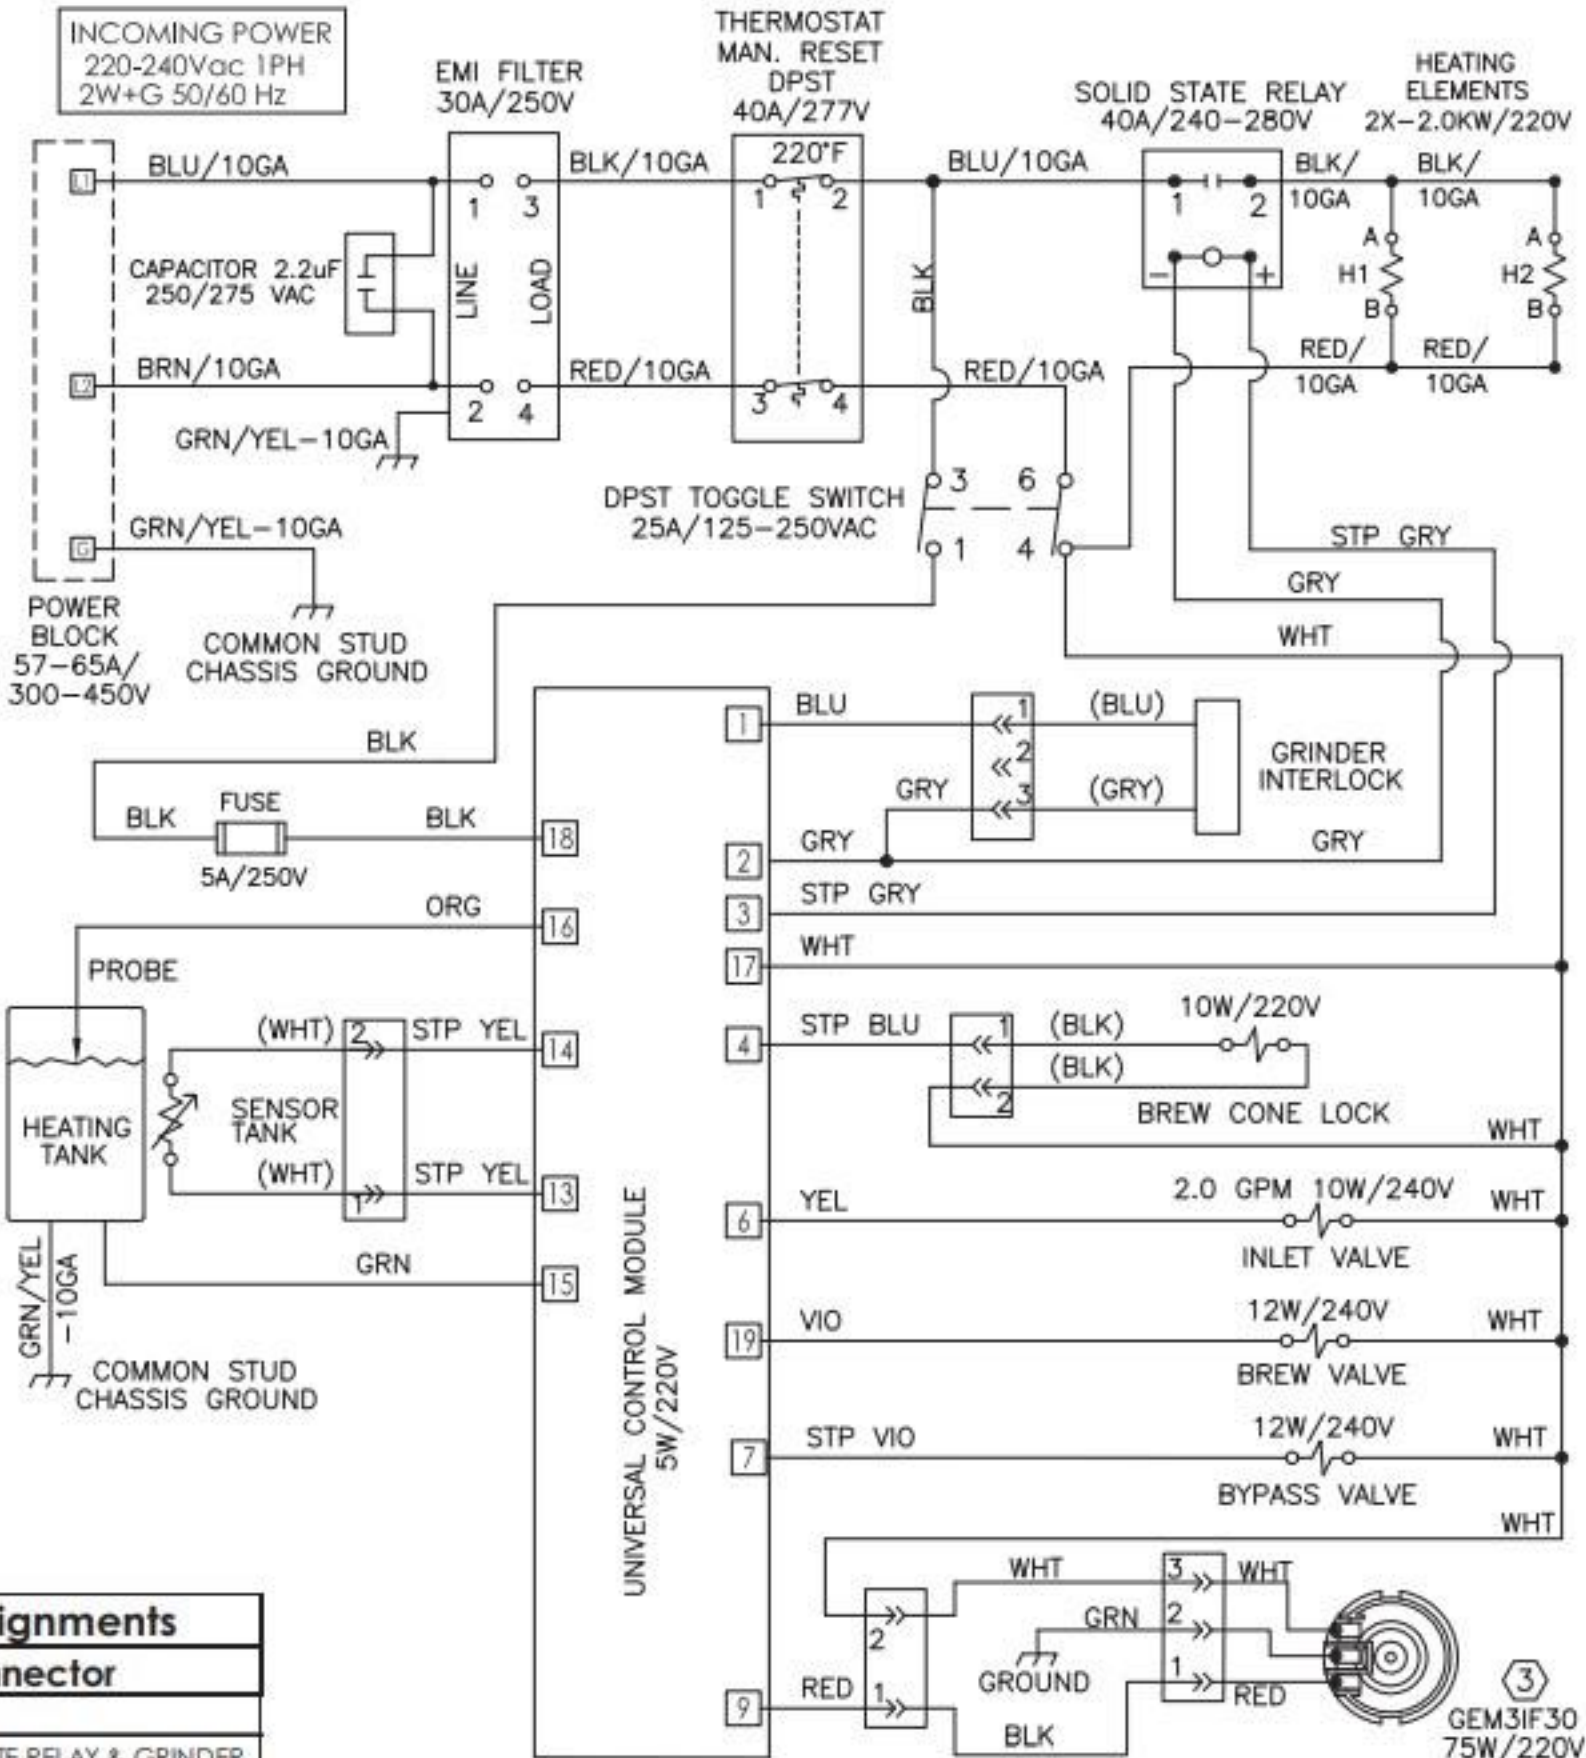 INCOMING POWER
220-240Vac 1PH
2W+G 50/60 Hz
EMI FILTER
30A/250V
THERMOSTAT
MAN. RESET
DPST
40A/277V
SOLID STATE RELAY
40A/240-280V
HEATING
ELEMENTS
2X-2.0KW/220V
L1
BLU/10GA
1
3
BLK/10GA
220°F
1
2
BLU/10GA
1
2
BLK/
10GA
BLK/
10GA
CAPACITOR 2.2uF
250/275 VAC
LINE
LOAD
BLK
-
+
A
H1
B
A
H2
B
L2
BRN/10GA
2
4
RED/10GA
3
4
RED/10GA
RED/
10GA
RED/
10GA
GRN/YEL-10GA
DPST TOGGLE SWITCH
25A/125-250VAC
3
6
1
4
G
GRN/YEL-10GA
STP GRY
GRY
WHT
POWER
BLOCK
57-65A/
300-450V
COMMON STUD
CHASSIS GROUND
BLK
1
BLU
1
2
3
(BLU)
GRY
(GRY)
GRINDER
INTERLOCK
BLK
FUSE
5A/250V
BLK
18
2
GRY
GRY
3
STP GRY
ORG
16
17
WHT
PROBE
HEATING
TANK
(WHT)
2
STP YEL
14
SENSOR
TANK
(WHT)
1
STP YEL
13
4
STP BLU
1
2
(BLK)
(BLK)
10W/220V
BREW CONE LOCK
WHT
6
YEL
2.0 GPM 10W/240V
INLET VALVE
WHT
GRN/YEL
-10GA
GRN
15
COMMON STUD
CHASSIS GROUND
UNIVERSAL CONTROL MODULE
5W/220V
19
VIO
12W/240V
BREW VALVE
WHT
7
STP VIO
12W/240V
BYPASS VALVE
WHT
WHT
9
RED
2
1
WHT
GRN
GROUND
BLK
3
2
1
WHT
RED
3
GEM3IF30
75W/220V
ignments
nnector
TE RELAY & GRINDER